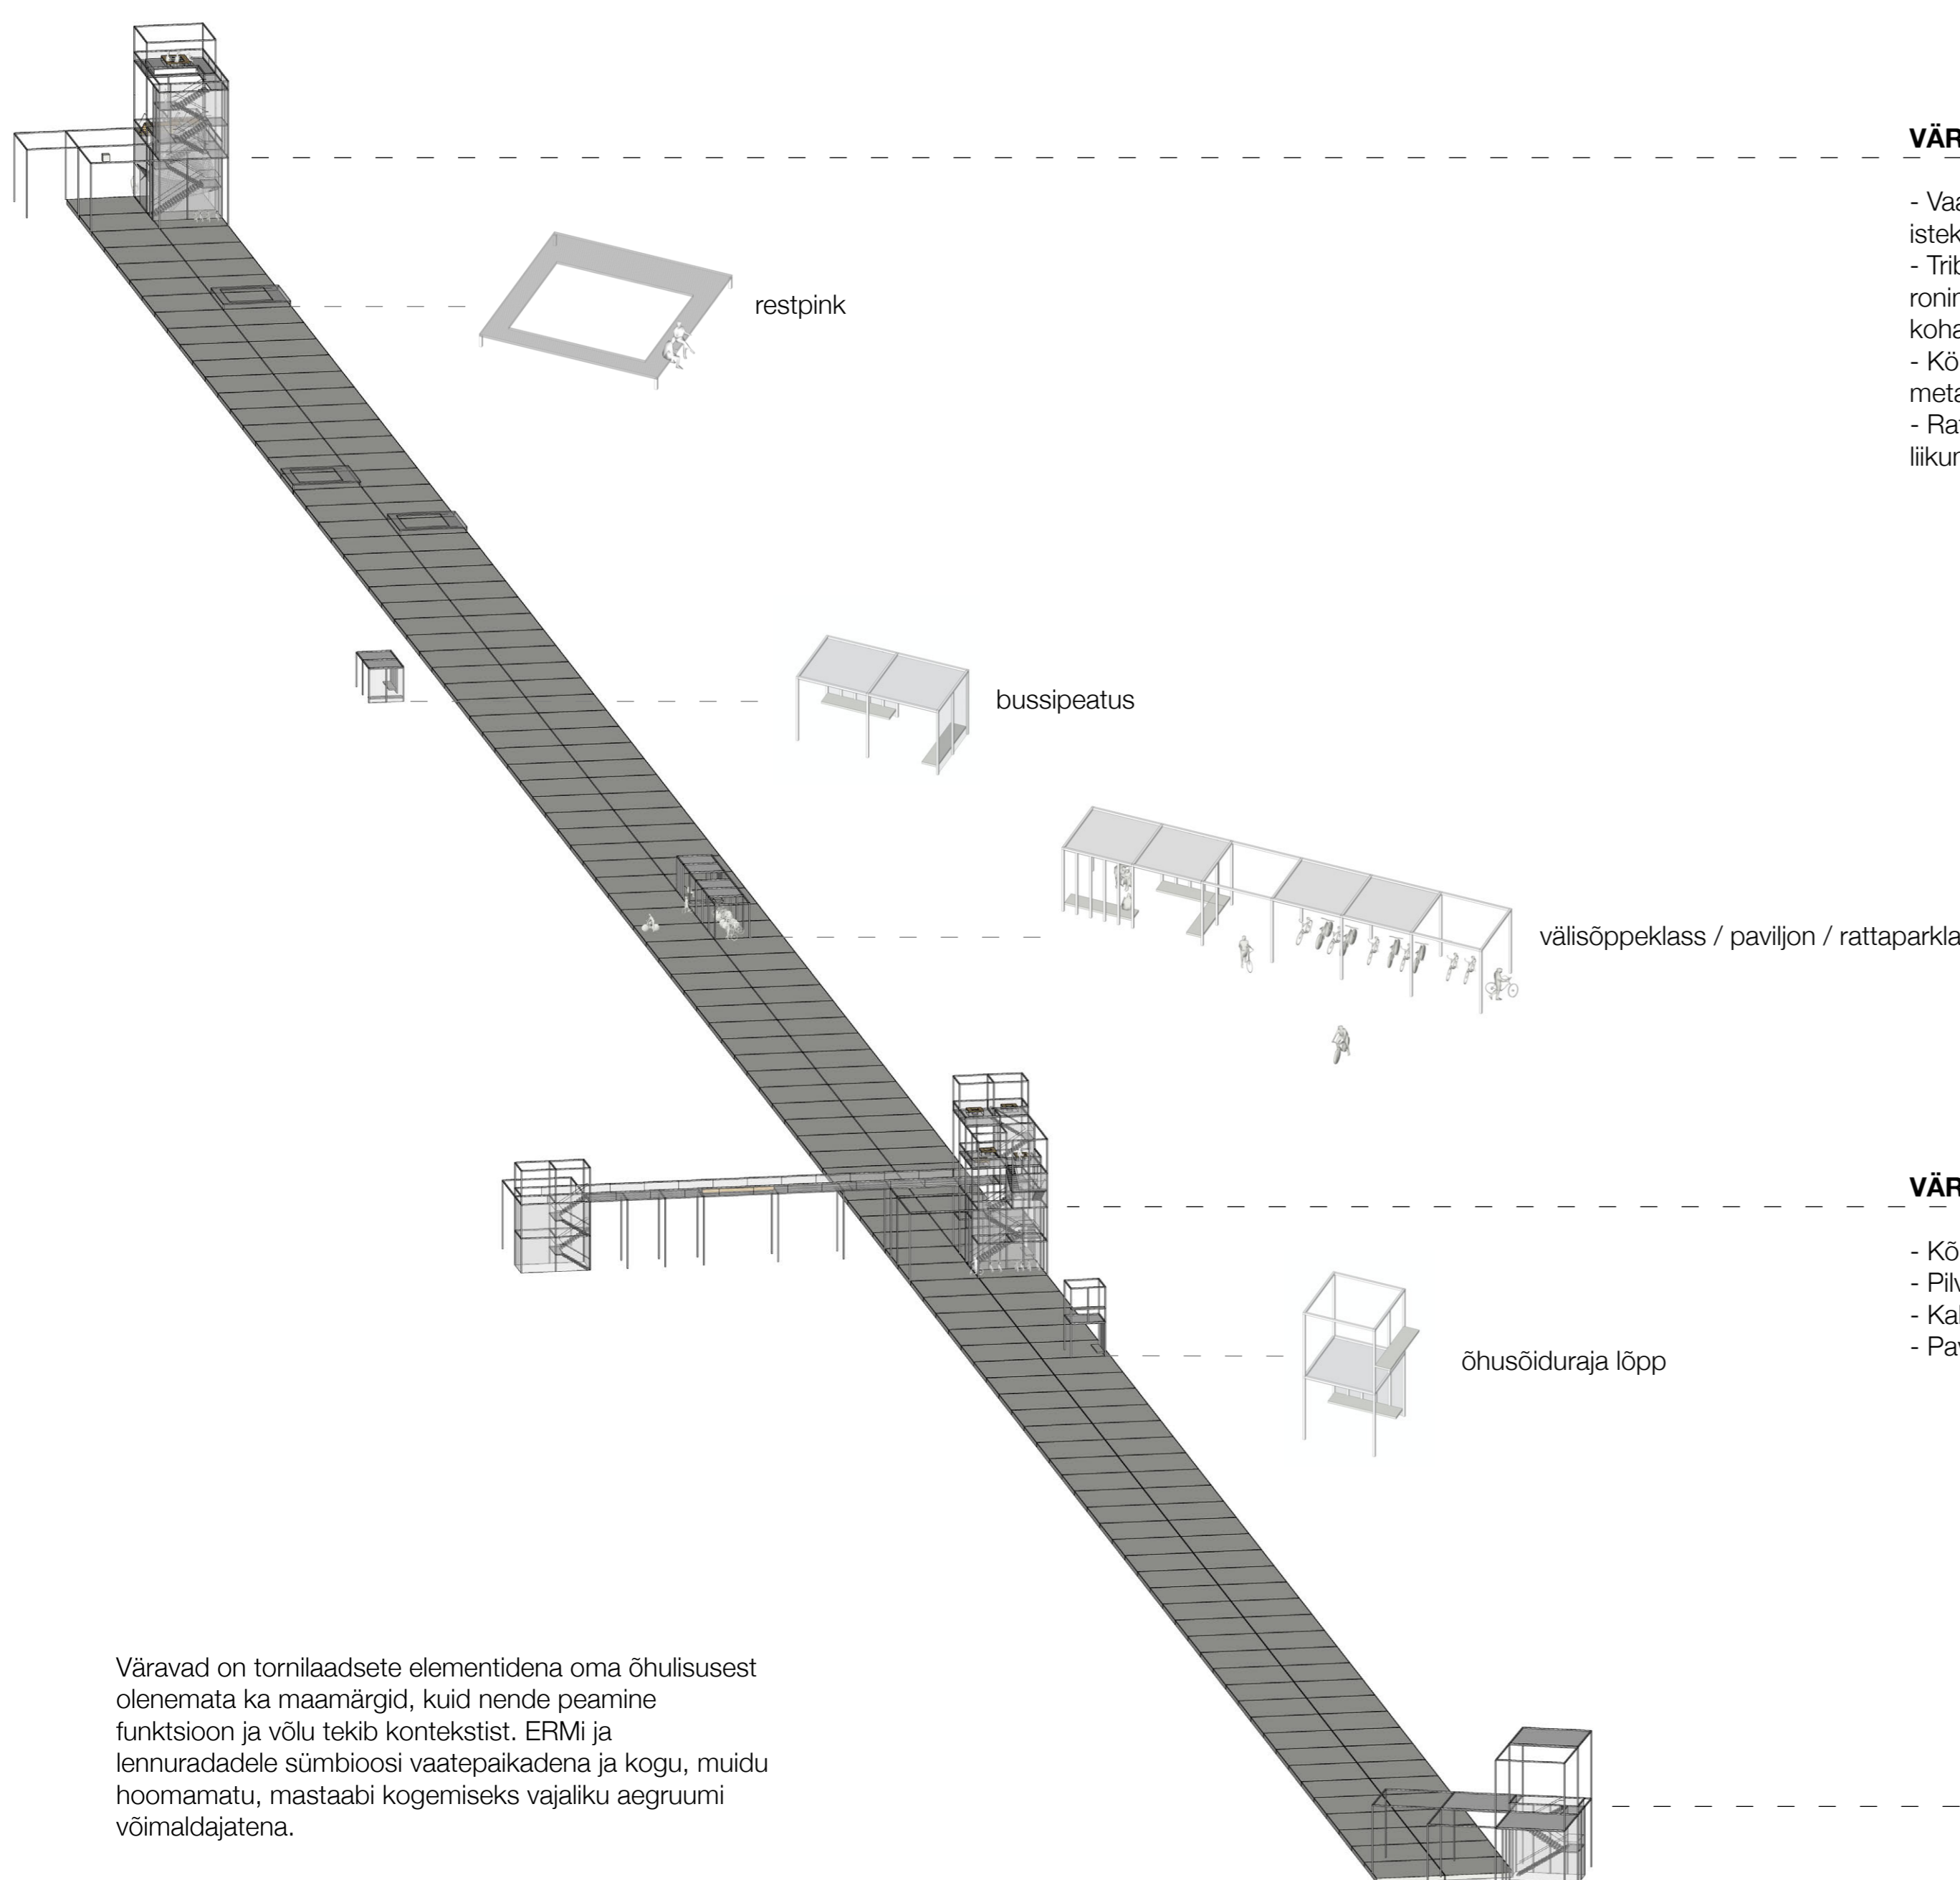 VÄR
- Vaa
istek
- Trib
ronin
koha
- Kö
meta
- Rat
liikun
restpink
bussipeatus
välisõppeklass / paviljon / rattaparkla
VÄR
- Kõ
- Pilv
- Kal
- Pav
õhusõiduraja lõpp
Väravad on tornilaadsete elementidena oma õhulisusest
olenemata ka maamärgid, kuid nende peamine
funktsioon ja võlu tekib kontekstist. ERMi ja
lennuradadele sümbioosi vaatepaikadena ja kogu, muidu
hoomamatu, mastaabi kogemiseks vajaliku aegruumi
võimaldajatena.